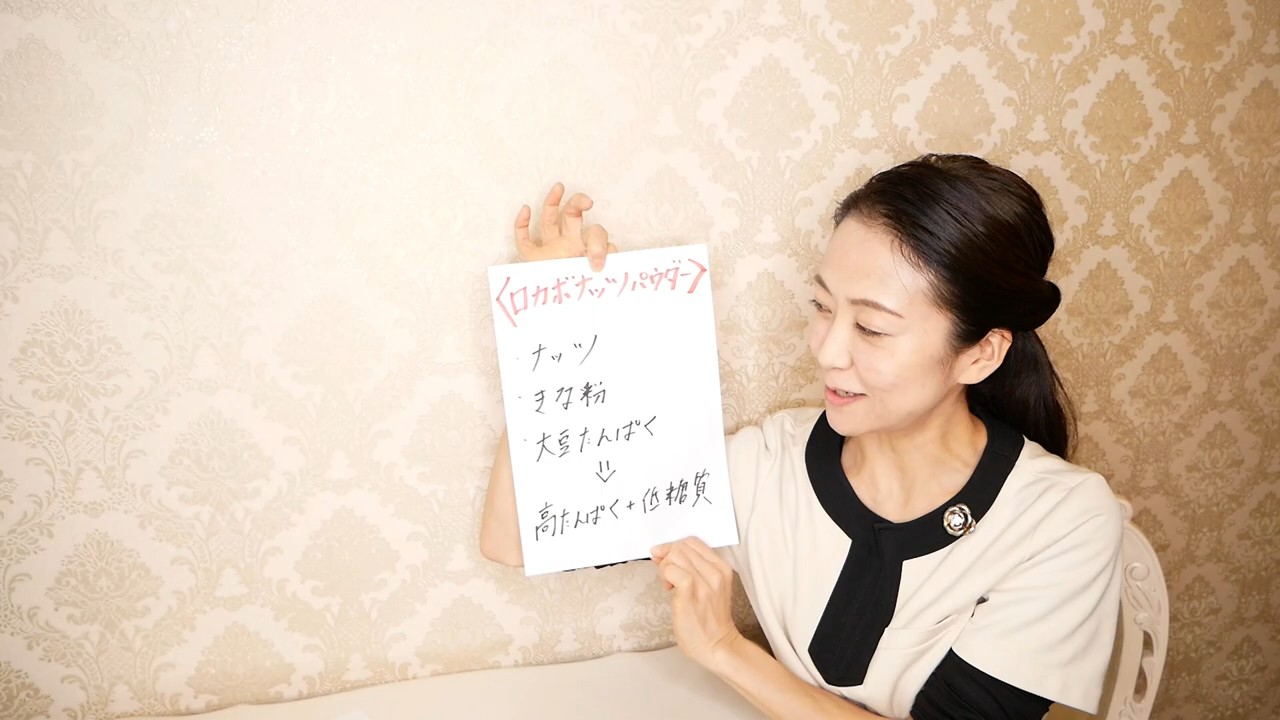 〈ロカボナッツパウダー〉
・ナッツ
・きな粉
・大豆たんぱく
⇓
高たんぱく+低糖質